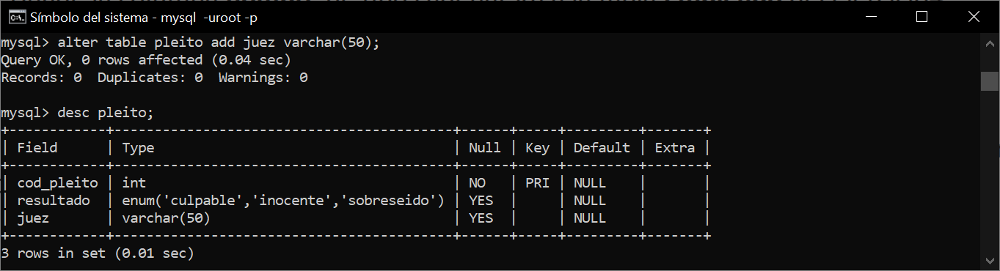 Símbolo del sistema - mysql  -uroot -p
mysql> alter table pleito add juez varchar(50);
Query OK, 0 rows affected (0.04 sec)
Records: 0  Duplicates: 0  Warnings: 0
mysql> desc pleito;
+------------+------------------------------------------+------+-----+---------+-------+
| Field      | Type                                     | Null | Key | Default | Extra |
+------------+------------------------------------------+------+-----+---------+-------+
| cod_pleito | int                                      | NO   | PRI | NULL    |       |
| resultado  | enum('culpable','inocente','sobreseido') | YES  |     | NULL    |       |
| juez       | varchar(50)                              | YES  |     | NULL    |       |
+------------+------------------------------------------+------+-----+---------+-------+
3 rows in set (0.01 sec)